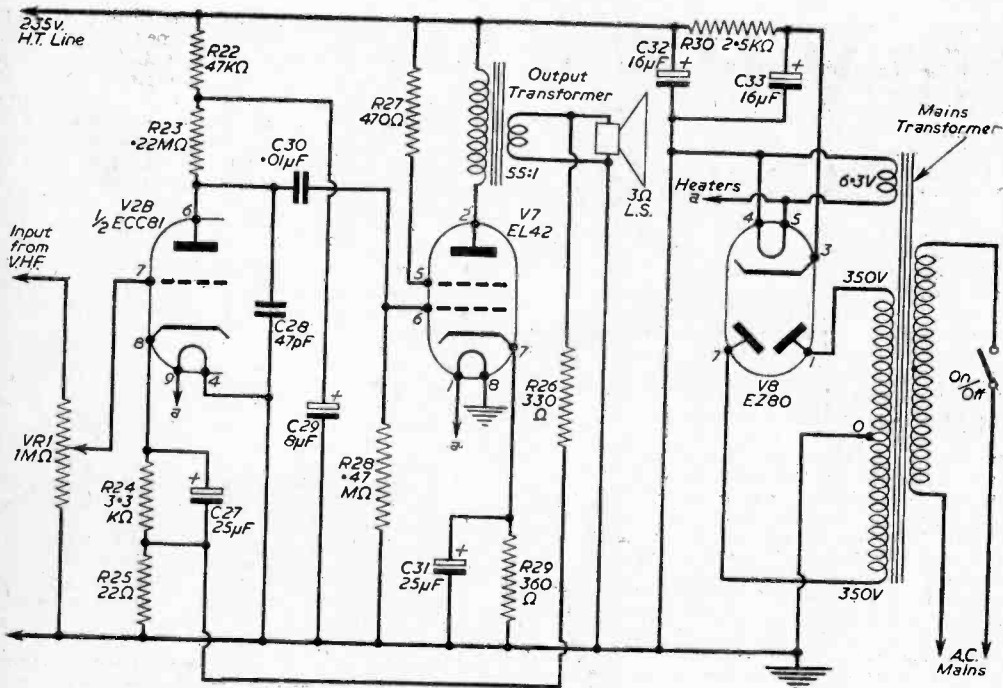 235v.
H.T. Line
R22
47KΩ
R23
·22MΩ
C30
·01µF
R27
470Ω
Output
Transformer
55:1
3Ω
L.S.
C32
16µF
+
R30 2·5KΩ
+
C33
16µF
Mains
Transformer
6·3V
Heaters
a
4
5
3
350V
7
1
V8
EZ80
O
350V
On/Off
A.C.
Mains
V2B
½ECC81
6
Input
from
V.H.F.
7
8
9
4
a
C28
47pF
V7
EL42
2
5
6
7
1
8
a
R26
330
Ω
VR1
1MΩ
R24
3·3
KΩ
+
C27
25µF
R25
22Ω
+
C29
8µF
R28
·47
MΩ
+
C31
25µF
R29
360
Ω